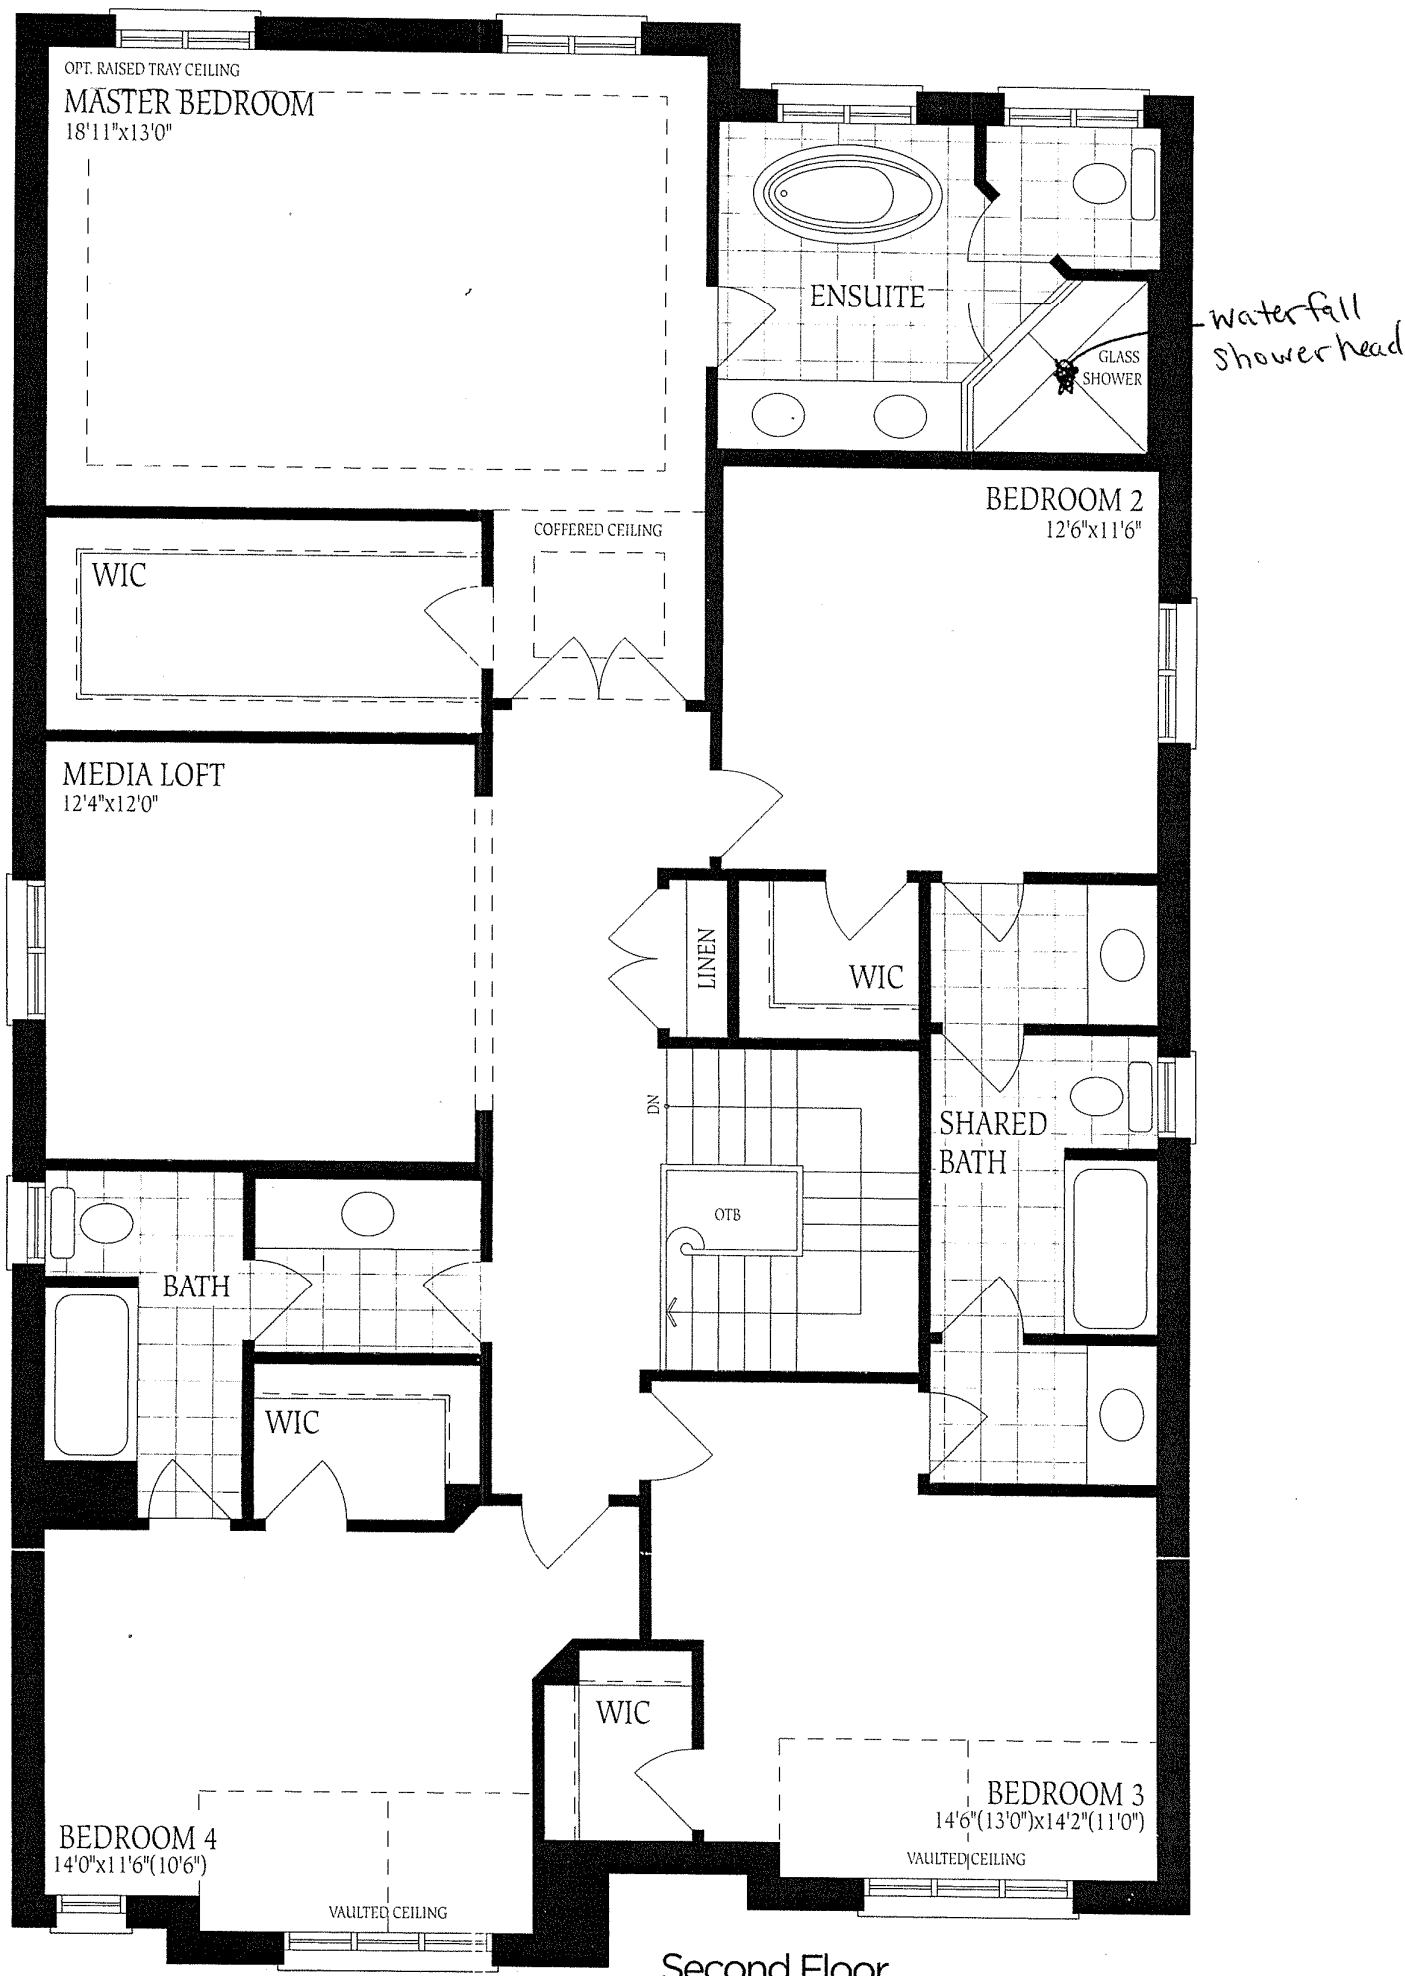 OPT. RAISED TRAY CEILING
MASTER BEDROOM
18'11"x13'0"
ENSUITE
waterfall
showerhead
GLASS
SHOWER
BEDROOM 2
12'6"x11'6"
COFFERED CEILING
WIC
MEDIA LOFT
12'4"x12'0"
LINEN
WIC
DN
SHARED
BATH
OTB
BATH
WIC
WIC
BEDROOM 3
14'6"(13'0")x14'2"(11'0")
VAULTED CEILING
BEDROOM 4
14'0"x11'6"(10'6")
VAULTED CEILING
Second Floor